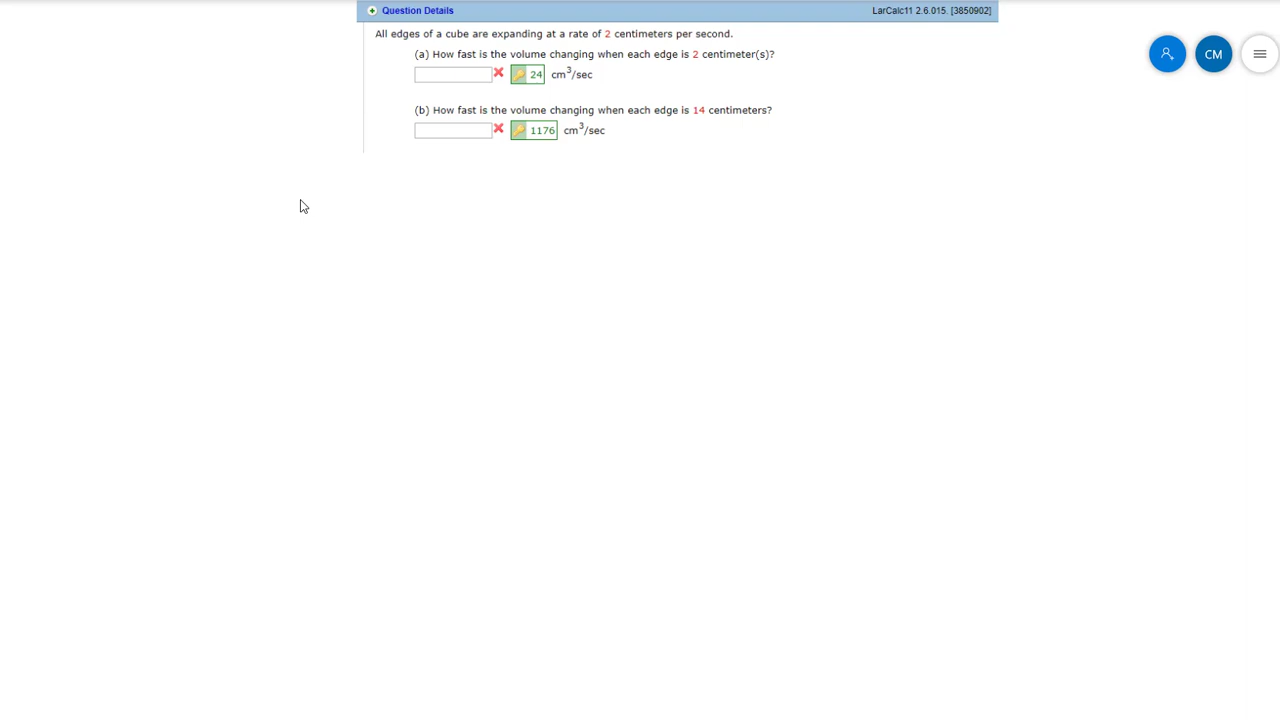 Question Details LarCalc11 2.6.015. [3850902]
All edges of a cube are expanding at a rate of 2 centimeters per second.
(a) How fast is the volume changing when each edge is 2 centimeter(s)?
24 cm³/sec
(b) How fast is the volume changing when each edge is 14 centimeters?
1176 cm³/sec
CM